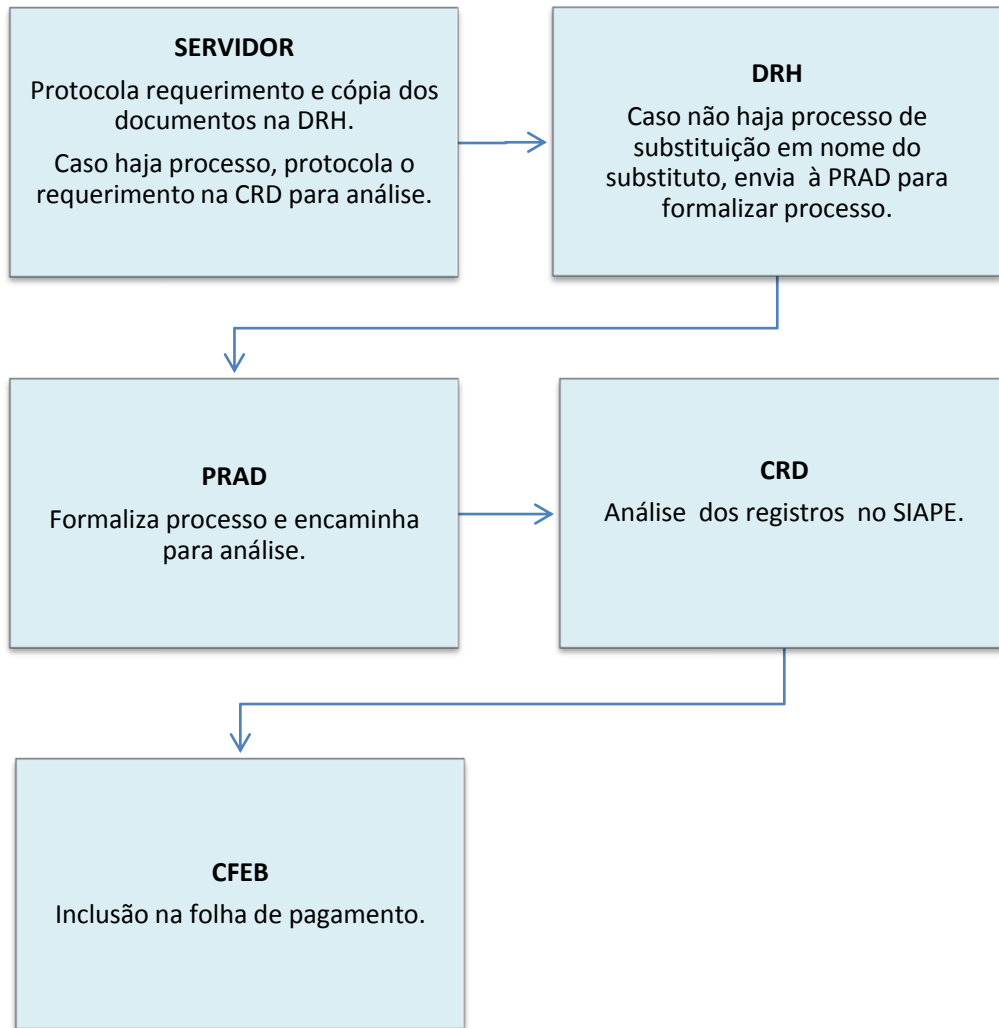 SERVIDOR
Protocola requerimento e cópia dos
documentos na DRH.
Caso haja processo, protocola o
requerimento na CRD para análise.
DRH
Caso não haja processo de
substituição em nome do
substituto, envia à PRAD para
formalizar processo.
PRAD
Formaliza processo e encaminha
para análise.
CRD
Análise dos registros no SIAPE.
CFEB
Inclusão na folha de pagamento.